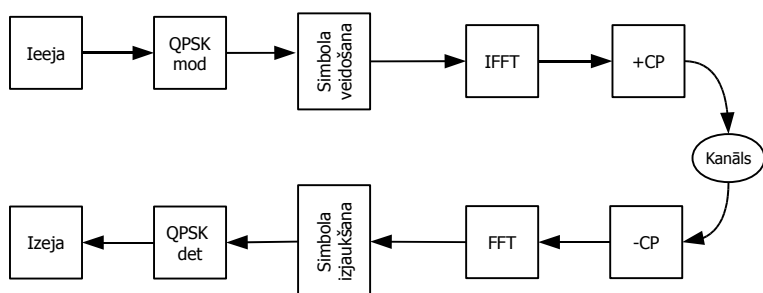 Ieeja
QPSK
mod
Simbola
veidošana
IFFT
+CP
Kanāls
Izeja
QPSK
det
Simbola
izjaukšana
FFT
-CP